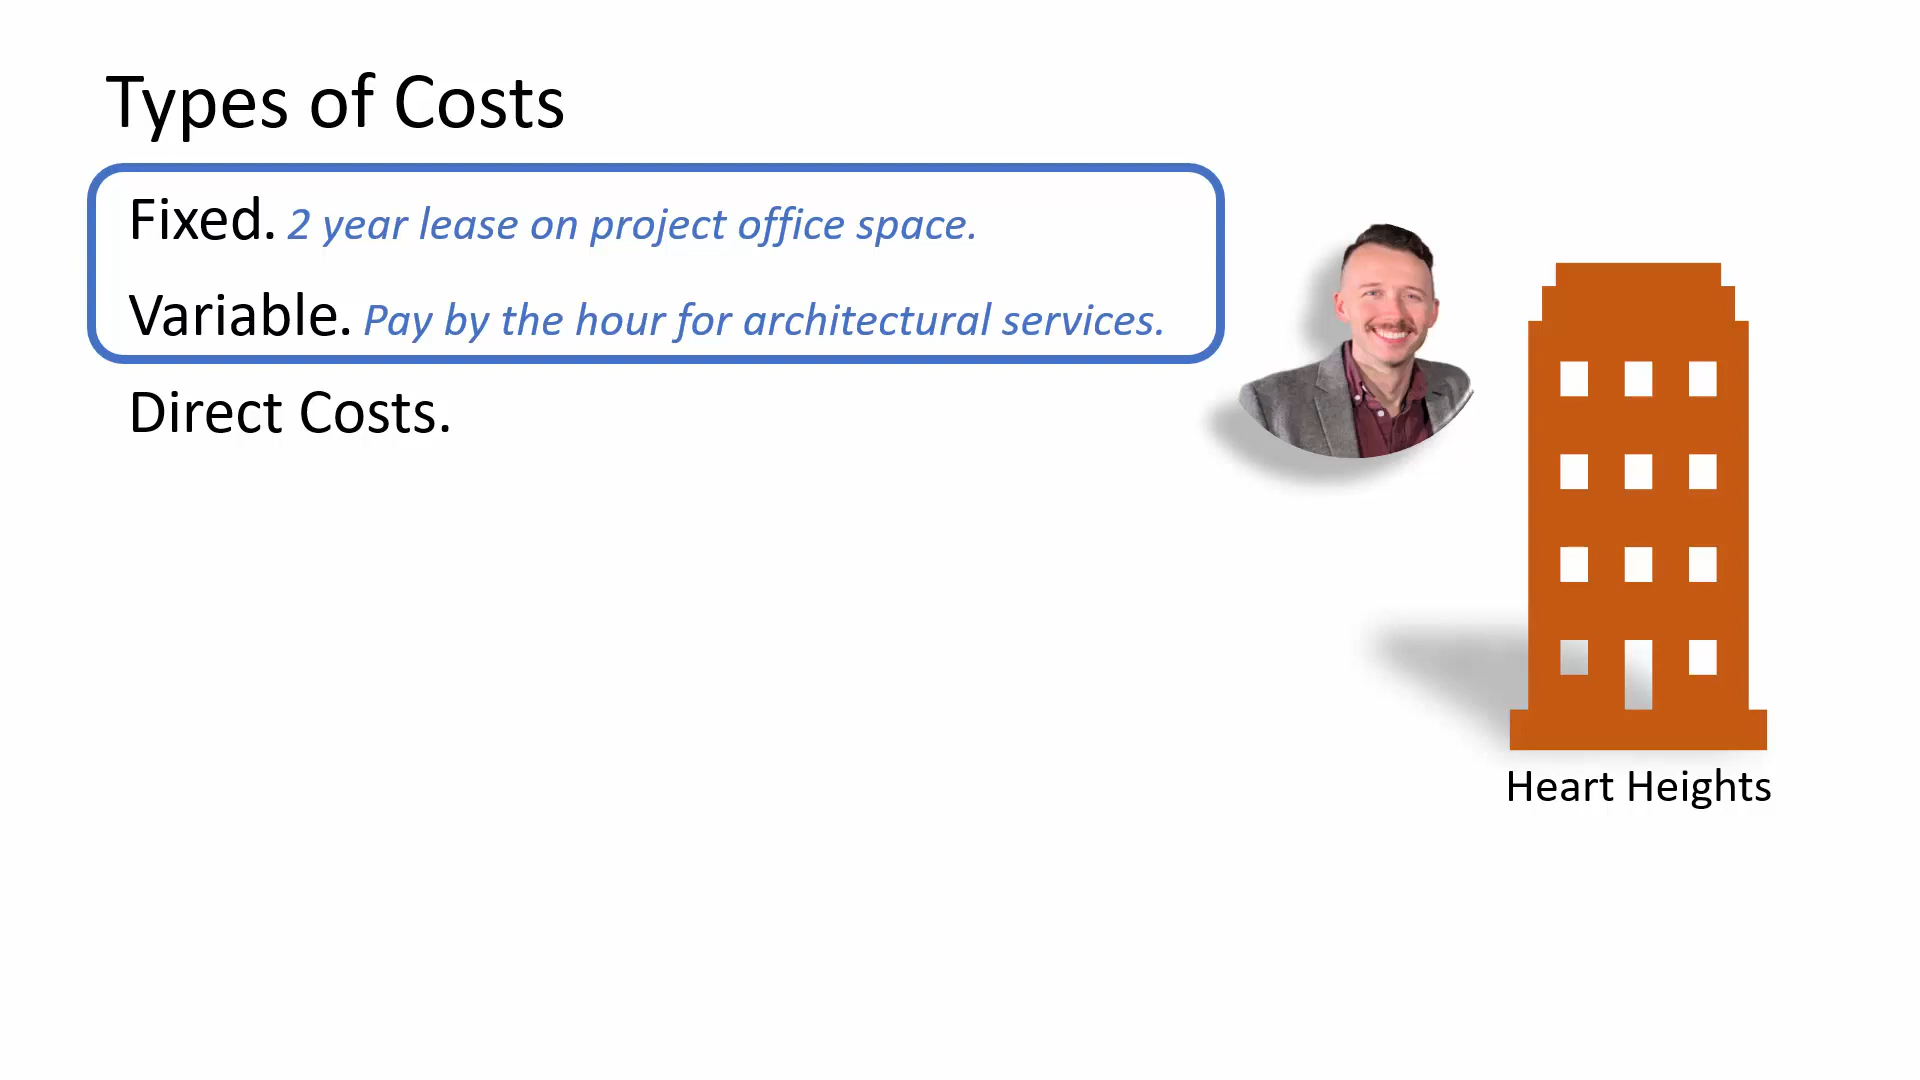 Types of Costs
Fixed. 2 year lease on project office space.
Variable. Pay by the hour for architectural services.
Direct Costs.
Heart Heights